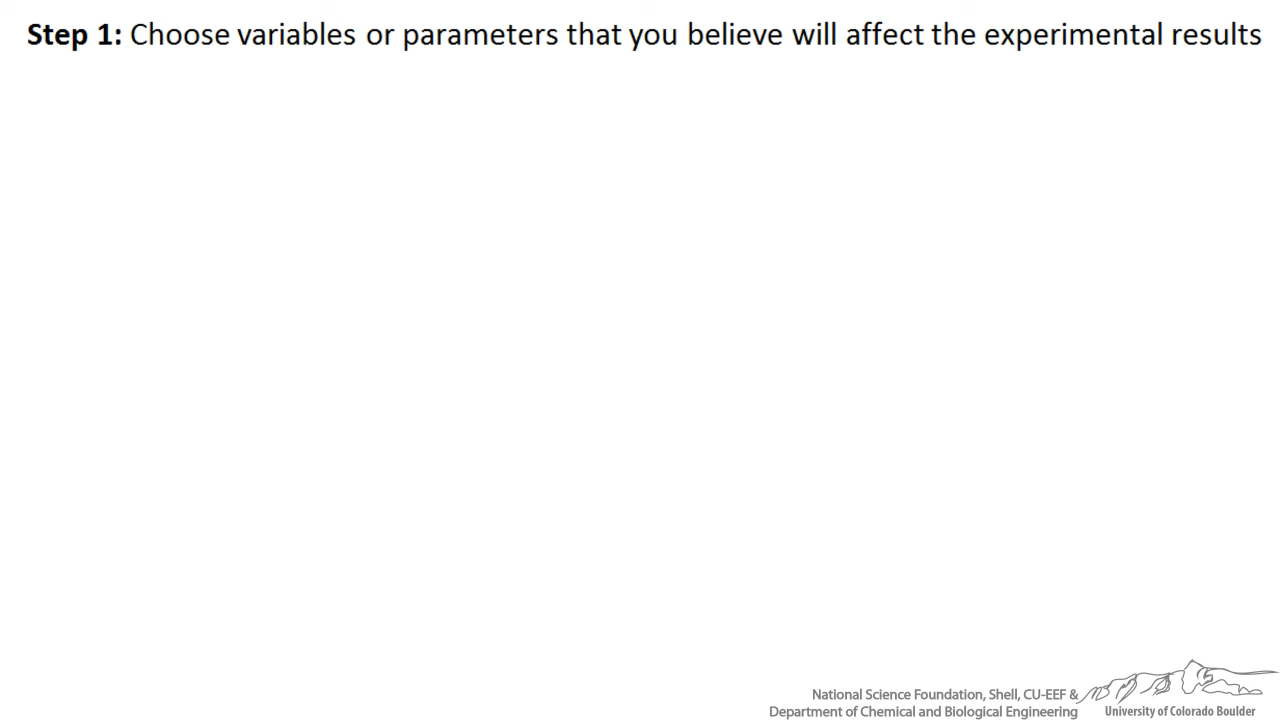 Step 1: Choose variables or parameters that you believe will affect the experimental results
National Science Foundation, Shell, CU-EEF &
Department of Chemical and Biological Engineering
University of Colorado Boulder